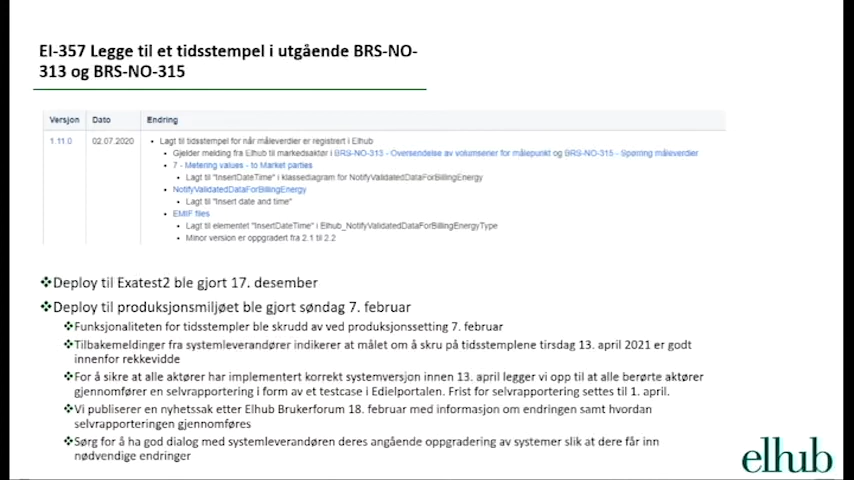 EI-357 Legge til et tidsstempel i utgående BRS-NO-
313 og BRS-NO-315
Versjon Dato Endring
1.11.0 02.07.2020 • Lagt til tidsstempel for når måleverdier er registrert i Elhub
• Gjelder melding fra Elhub til markedsaktør i BRS-NO-313 - Oversendelse av volumserier for målepunkt og BRS-NO-315 - Spørring måleverdier
• 7 - Metering values - to Market parties
• Lagt til "InsertDateTime" i klassediagram for NotifyValidatedDataForBillingEnergy
• NotifyValidatedDataForBillingEnergy
• Lagt til "Insert date and time"
• EMIF files
• Lagt til elementet "InsertDateTime" i Elhub_NotifyValidatedDataForBillingEnergyType
• Minor version er oppgradert fra 2.1 til 2.2
❖Deploy til Exatest2 ble gjort 17. desember
❖Deploy til produksjonsmiljøet ble gjort søndag 7. februar
❖Funksjonaliteten for tidsstempler ble skrudd av ved produksjonssetting 7. februar
❖Tilbakemeldinger fra systemleverandører indikerer at målet om å skru på tidsstemplene tirsdag 13. april 2021 er godt
innenfor rekkevidde
❖For å sikre at alle aktører har implementert korrekt systemversjon innen 13. april legger vi opp til at alle berørte aktører
gjennomfører en selvrapportering i form av et testcase i Edielportalen. Frist for selvrapportering settes til 1. april.
❖Vi publiserer en nyhetssak etter Elhub Brukerforum 18. februar med informasjon om endringen samt hvordan
selvrapporteringen gjennomføres
❖Sørg for å ha god dialog med systemleverandøren deres angående oppgradering av systemer slik at dere får inn
nødvendige endringer
elhub